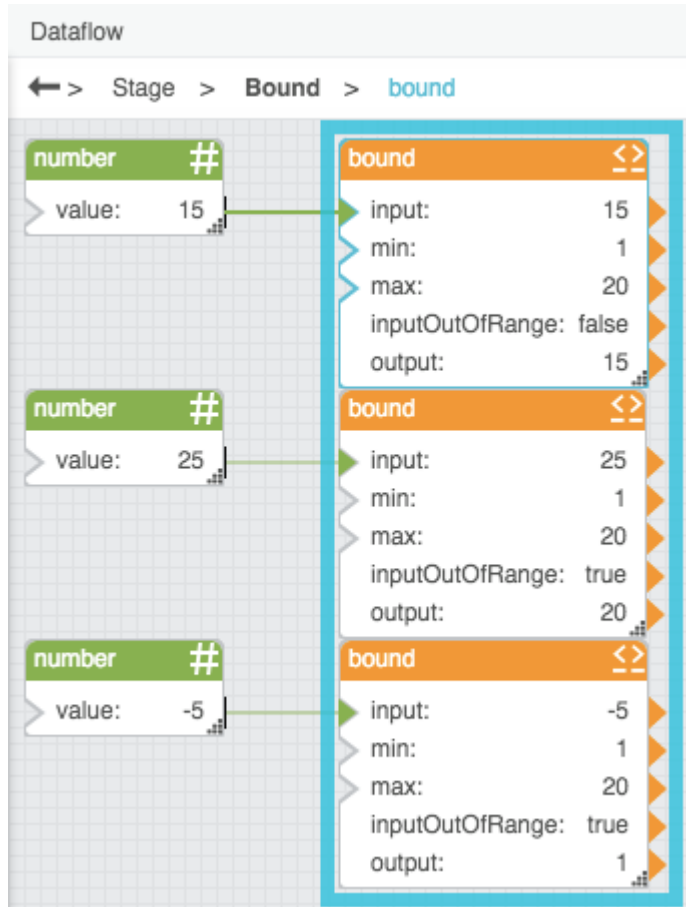 Dataflow
> Stage > Bound > bound
number #
value: 15
bound <>
input: 15
min: 1
max: 20
inputOutOfRange: false
output: 15
number #
value: 25
bound <>
input: 25
min: 1
max: 20
inputOutOfRange: true
output: 20
number #
value: -5
bound <>
input: -5
min: 1
max: 20
inputOutOfRange: true
output: 1